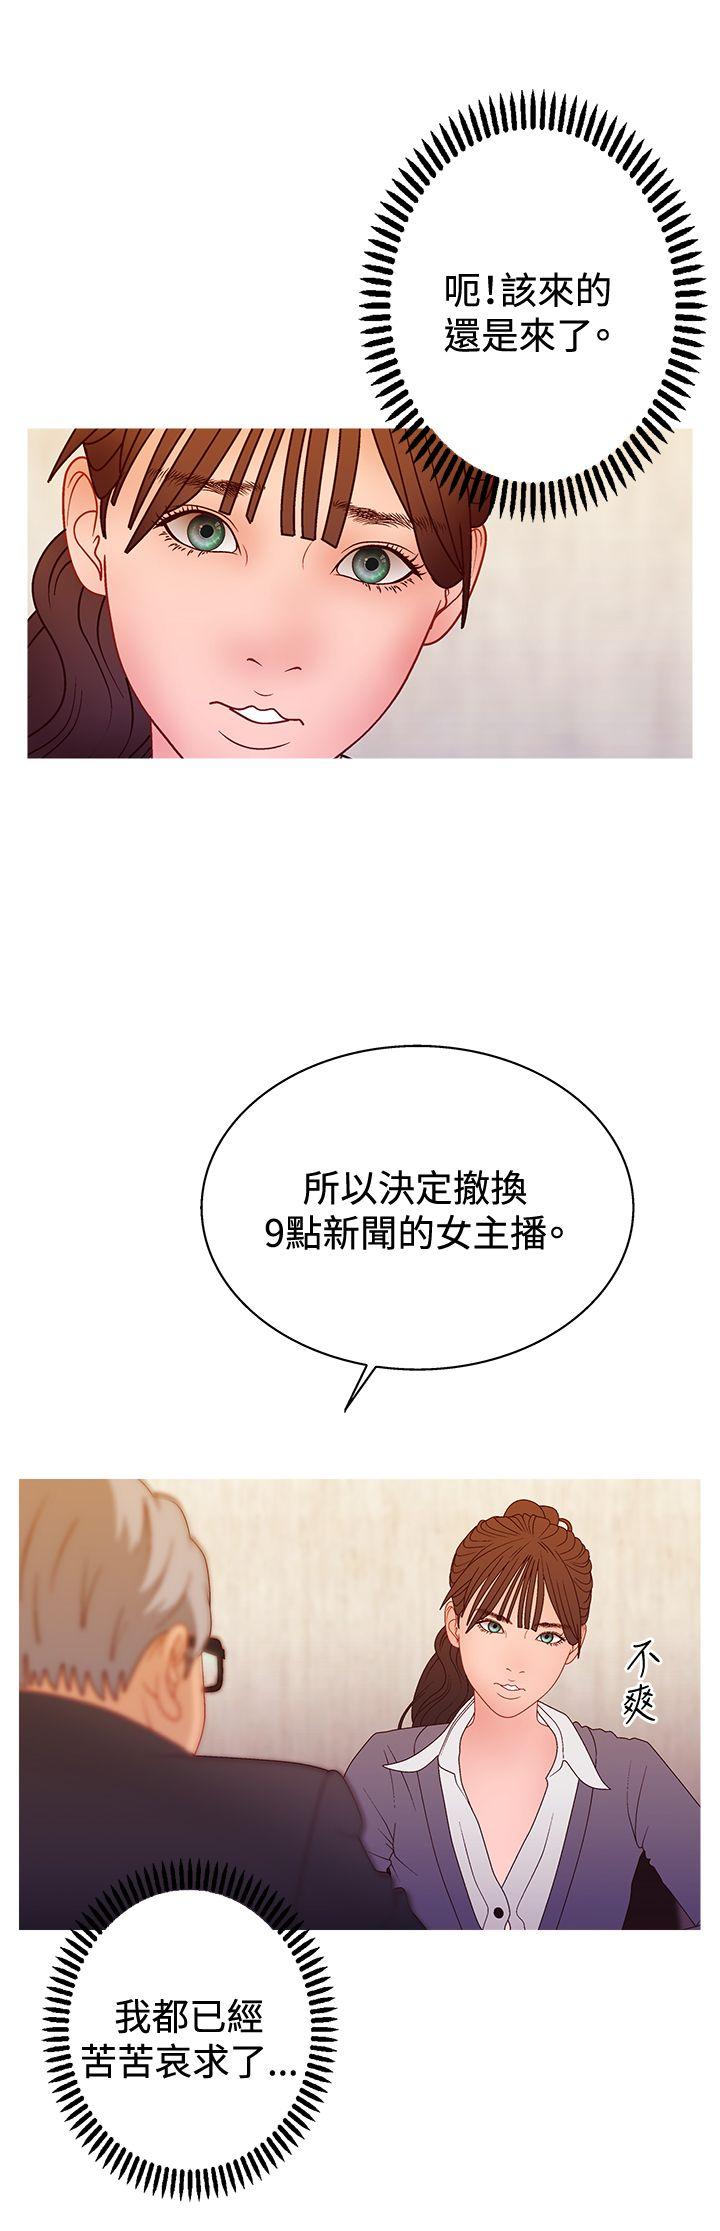 呃!該來的
還是來了。
所以決定撤換
9點新聞的女主播。
不爽
我都已經
苦苦哀求了...